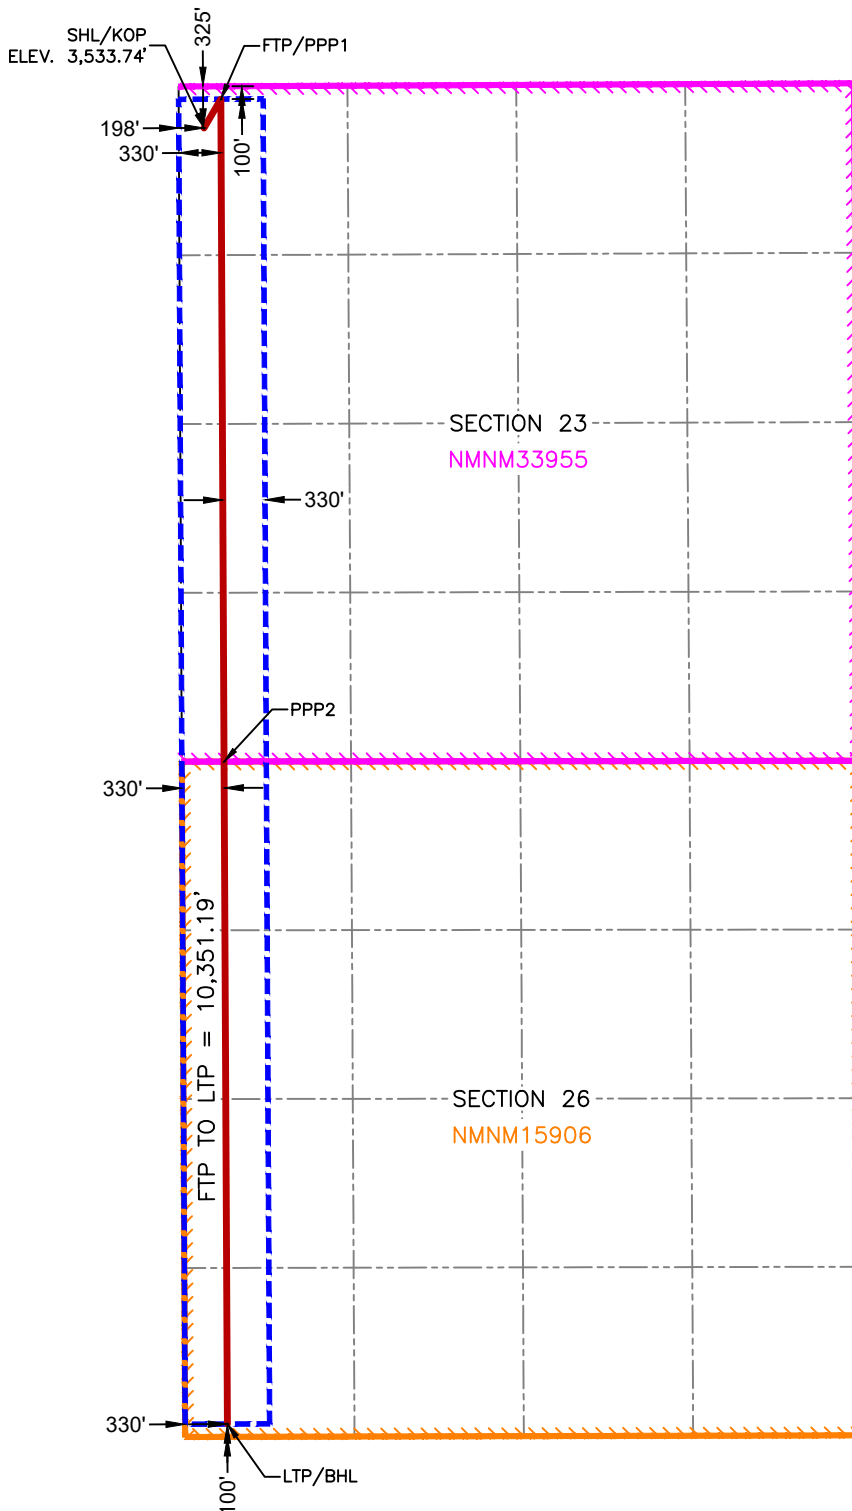 SHL/KOP
ELEV. 3,533.74'
325'
FTP/PPP1
198'
330'
100'
SECTION 23
NMNM33955
330'
PPP2
330'
FTP TO LTP = 10,351.19'
SECTION 26
NMNM15906
330'
LTP/BHL
100'